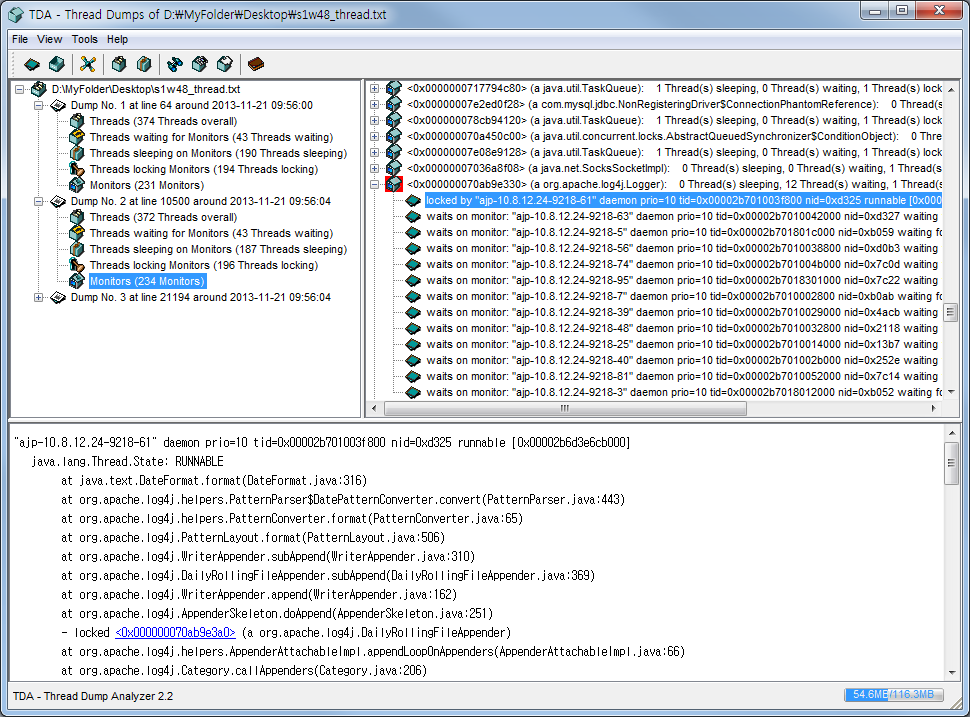 TDA - Thread Dumps of D:₩MyFolder₩Desktop₩s1w48_thread.txt
File View Tools Help
D:\MyFolder\Desktop\s1w48_thread.txt
Dump No. 1 at line 64 around 2013-11-21 09:56:00
Threads (374 Threads overall)
Threads waiting for Monitors (43 Threads waiting)
Threads sleeping on Monitors (190 Threads sleeping)
Threads locking Monitors (194 Threads locking)
Monitors (231 Monitors)
Dump No. 2 at line 10500 around 2013-11-21 09:56:04
Threads (372 Threads overall)
Threads waiting for Monitors (43 Threads waiting)
Threads sleeping on Monitors (187 Threads sleeping)
Threads locking Monitors (196 Threads locking)
Monitors (234 Monitors)
Dump No. 3 at line 21194 around 2013-11-21 09:56:04
<0x0000000717794c80> (a java.util.TaskQueue): 1 Thread(s) sleeping, 0 Thread(s) waiting, 1 Thread(s) lock
<0x00000007e2ed0f28> (a com.mysql.jdbc.NonRegisteringDriver$ConnectionPhantomReference): 0 Thread(s)
<0x000000078cb94120> (a java.util.TaskQueue): 1 Thread(s) sleeping, 0 Thread(s) waiting, 1 Thread(s) lock
<0x000000070a450c00> (a java.util.concurrent.locks.AbstractQueuedSynchronizer$ConditionObject): 0 Thread
<0x00000007e08e9128> (a java.util.TaskQueue): 1 Thread(s) sleeping, 0 Thread(s) waiting, 1 Thread(s) lock
<0x00000007036a8f08> (a java.net.SocksSocketImpl): 0 Thread(s) sleeping, 0 Thread(s) waiting, 1 Thread(s
<0x000000070ab9e330> (a org.apache.log4j.Logger): 0 Thread(s) sleeping, 12 Thread(s) waiting, 1 Thread(s)
locked by "ajp-10.8.12.24-9218-61" daemon prio=10 tid=0x00002b701003f800 nid=0xd325 runnable [0x000
waits on monitor: "ajp-10.8.12.24-9218-63" daemon prio=10 tid=0x00002b7010042000 nid=0xd327 waiting
waits on monitor: "ajp-10.8.12.24-9218-5" daemon prio=10 tid=0x00002b701801c000 nid=0xb059 waiting fo
waits on monitor: "ajp-10.8.12.24-9218-56" daemon prio=10 tid=0x00002b7010038800 nid=0xd0b3 waiting
waits on monitor: "ajp-10.8.12.24-9218-74" daemon prio=10 tid=0x00002b701004b000 nid=0x7c0d waiting
waits on monitor: "ajp-10.8.12.24-9218-95" daemon prio=10 tid=0x00002b7018301000 nid=0x7c22 waiting
waits on monitor: "ajp-10.8.12.24-9218-7" daemon prio=10 tid=0x00002b7010002800 nid=0xb0ab waiting fo
waits on monitor: "ajp-10.8.12.24-9218-39" daemon prio=10 tid=0x00002b7010029000 nid=0x4acb waiting
waits on monitor: "ajp-10.8.12.24-9218-48" daemon prio=10 tid=0x00002b7010032800 nid=0x2118 waiting
waits on monitor: "ajp-10.8.12.24-9218-25" daemon prio=10 tid=0x00002b7010014000 nid=0x13b7 waiting
waits on monitor: "ajp-10.8.12.24-9218-40" daemon prio=10 tid=0x00002b701002b000 nid=0x252e waiting
waits on monitor: "ajp-10.8.12.24-9218-81" daemon prio=10 tid=0x00002b7010052000 nid=0x7c14 waiting
waits on monitor: "ajp-10.8.12.24-9218-3" daemon prio=10 tid=0x00002b7018012000 nid=0xb052 waiting fo
"ajp-10.8.12.24-9218-61" daemon prio=10 tid=0x00002b701003f800 nid=0xd325 runnable [0x00002b6d3e6cb000]
java.lang.Thread.State: RUNNABLE
at java.text.DateFormat.format(DateFormat.java:316)
at org.apache.log4j.helpers.PatternParser$DatePatternConverter.convert(PatternParser.java:443)
at org.apache.log4j.helpers.PatternConverter.format(PatternConverter.java:65)
at org.apache.log4j.PatternLayout.format(PatternLayout.java:506)
at org.apache.log4j.WriterAppender.subAppend(WriterAppender.java:310)
at org.apache.log4j.DailyRollingFileAppender.subAppend(DailyRollingFileAppender.java:369)
at org.apache.log4j.WriterAppender.append(WriterAppender.java:162)
at org.apache.log4j.AppenderSkeleton.doAppend(AppenderSkeleton.java:251)
- locked <0x000000070ab9e3a0> (a org.apache.log4j.DailyRollingFileAppender)
at org.apache.log4j.helpers.AppenderAttachableImpl.appendLoopOnAppenders(AppenderAttachableImpl.java:66)
at org.apache.log4j.Category.callAppenders(Category.java:206)
TDA - Thread Dump Analyzer 2.2
54.6MB/116.3MB